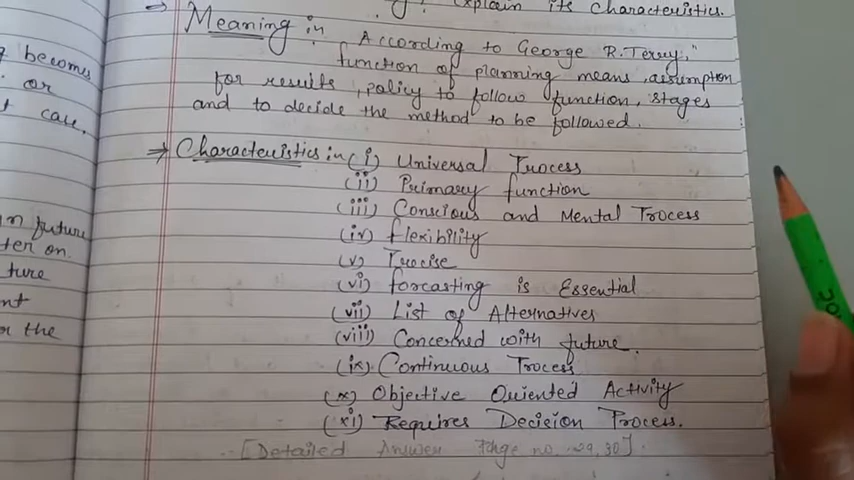 Explain its characteristics.
→ Meaning :- According to George R. Terry, "
function of planning means, assumption
for results, policy to follow function, stages
and to decide the method to be followed.
⇒ Characteristics :- (i) Universal Process
(ii) Primary function
(iii) Conscious and Mental Process
(iv) flexibility
(v) Precise
(vi) forcasting is Essential
(vii) List of Alternatives
(viii) Concerned with future.
(ix) Continuous Process
(x) Objective Oriented Activity
(xi) Requires Decision Process.
[Detailed Answer Page no. 29, 30]
becomes
or
case.
in future
ter on.
ture
nt
the